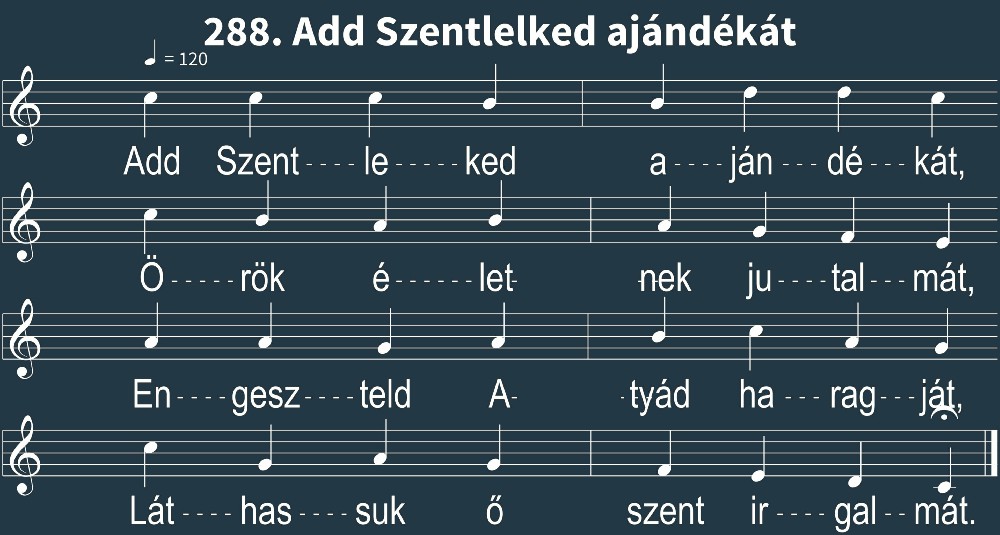 288. Add Szentlelked ajándékát
= 120
Add Szent - - - - le - - - - - ked a - - - - ján - - - dé - - - kát,
Ö - - - - - rök é - - - - - - let- -nek ju - - - - tal - - - mát,
En - - - - gesz - - - - teld A- -tyád ha - - - rag - - - ját,
Lát - - - - has - - - - suk ő szent ir - - - - gal - - mát.